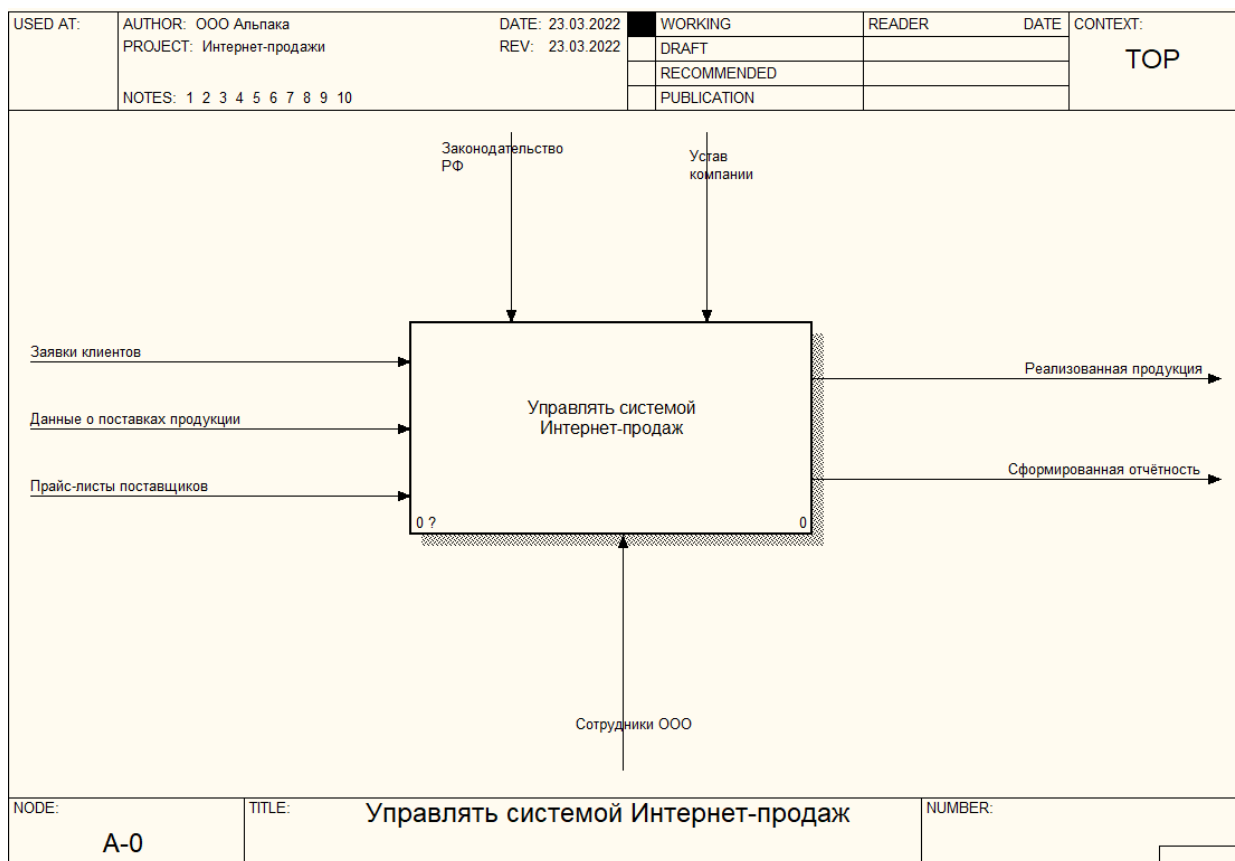 USED AT:
AUTHOR: ООО Альпака
DATE: 23.03.2022
WORKING
READER
DATE
CONTEXT:
PROJECT: Интернет-продажи
REV: 23.03.2022
DRAFT
TOP
RECOMMENDED
NOTES: 1 2 3 4 5 6 7 8 9 10
PUBLICATION
Законодательство
РФ
Устав
компании
Заявки клиентов
Данные о поставках продукции
Прайс-листы поставщиков
Управлять системой
Интернет-продаж
0 ?
0
Реализованная продукция
Сформированная отчётность
Сотрудники ООО
NODE:
A-0
TITLE:
Управлять системой Интернет-продаж
NUMBER: